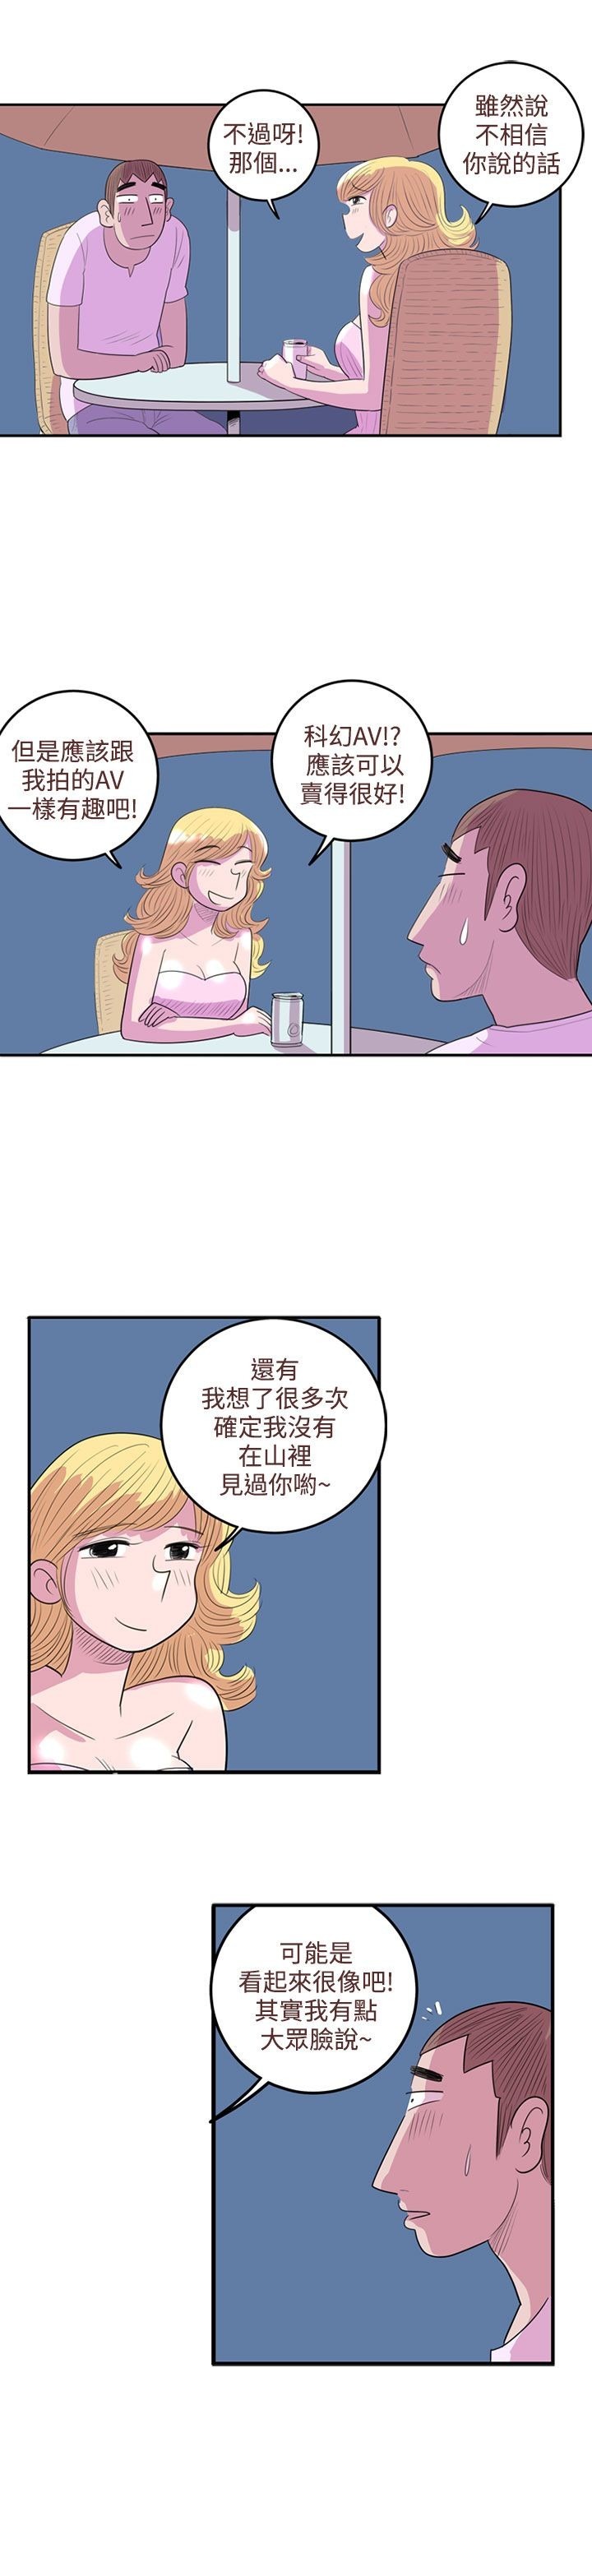 雖然說
不相信
你說的話
不過呀!
那個...
但是應該跟
我拍的AV
一樣有趣吧!
科幻AV!?
應該可以
賣得很好!
還有
我想了很多次
確定我沒有
在山裡
見過你喲~
可能是
看起來很像吧!
其實我有點
大眾臉說~